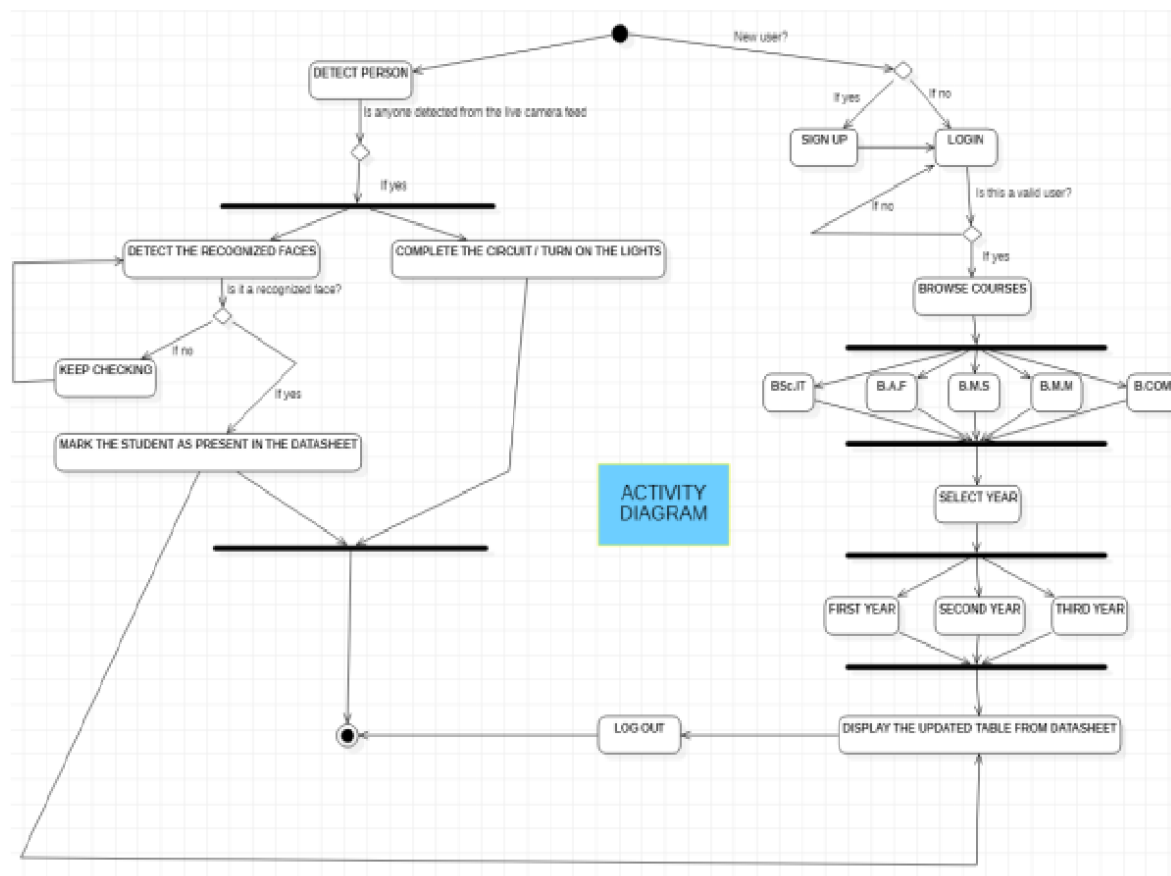 New user?
DETECT PERSON
Is anyone detected from the live camera feed
If yes
If no
SIGN UP
LOGIN
If yes
Is this a valid user?
If no
DETECT THE RECOGNIZED FACES
COMPLETE THE CIRCUIT / TURN ON THE LIGHTS
If yes
Is it a recognized face?
BROWSE COURSES
If no
KEEP CHECKING
If yes
BSc.IT
B.A.F
B.M.S
B.M.M
B.COM
MARK THE STUDENT AS PRESENT IN THE DATASHEET
ACTIVITY
DIAGRAM
SELECT YEAR
FIRST YEAR
SECOND YEAR
THIRD YEAR
LOG OUT
DISPLAY THE UPDATED TABLE FROM DATASHEET